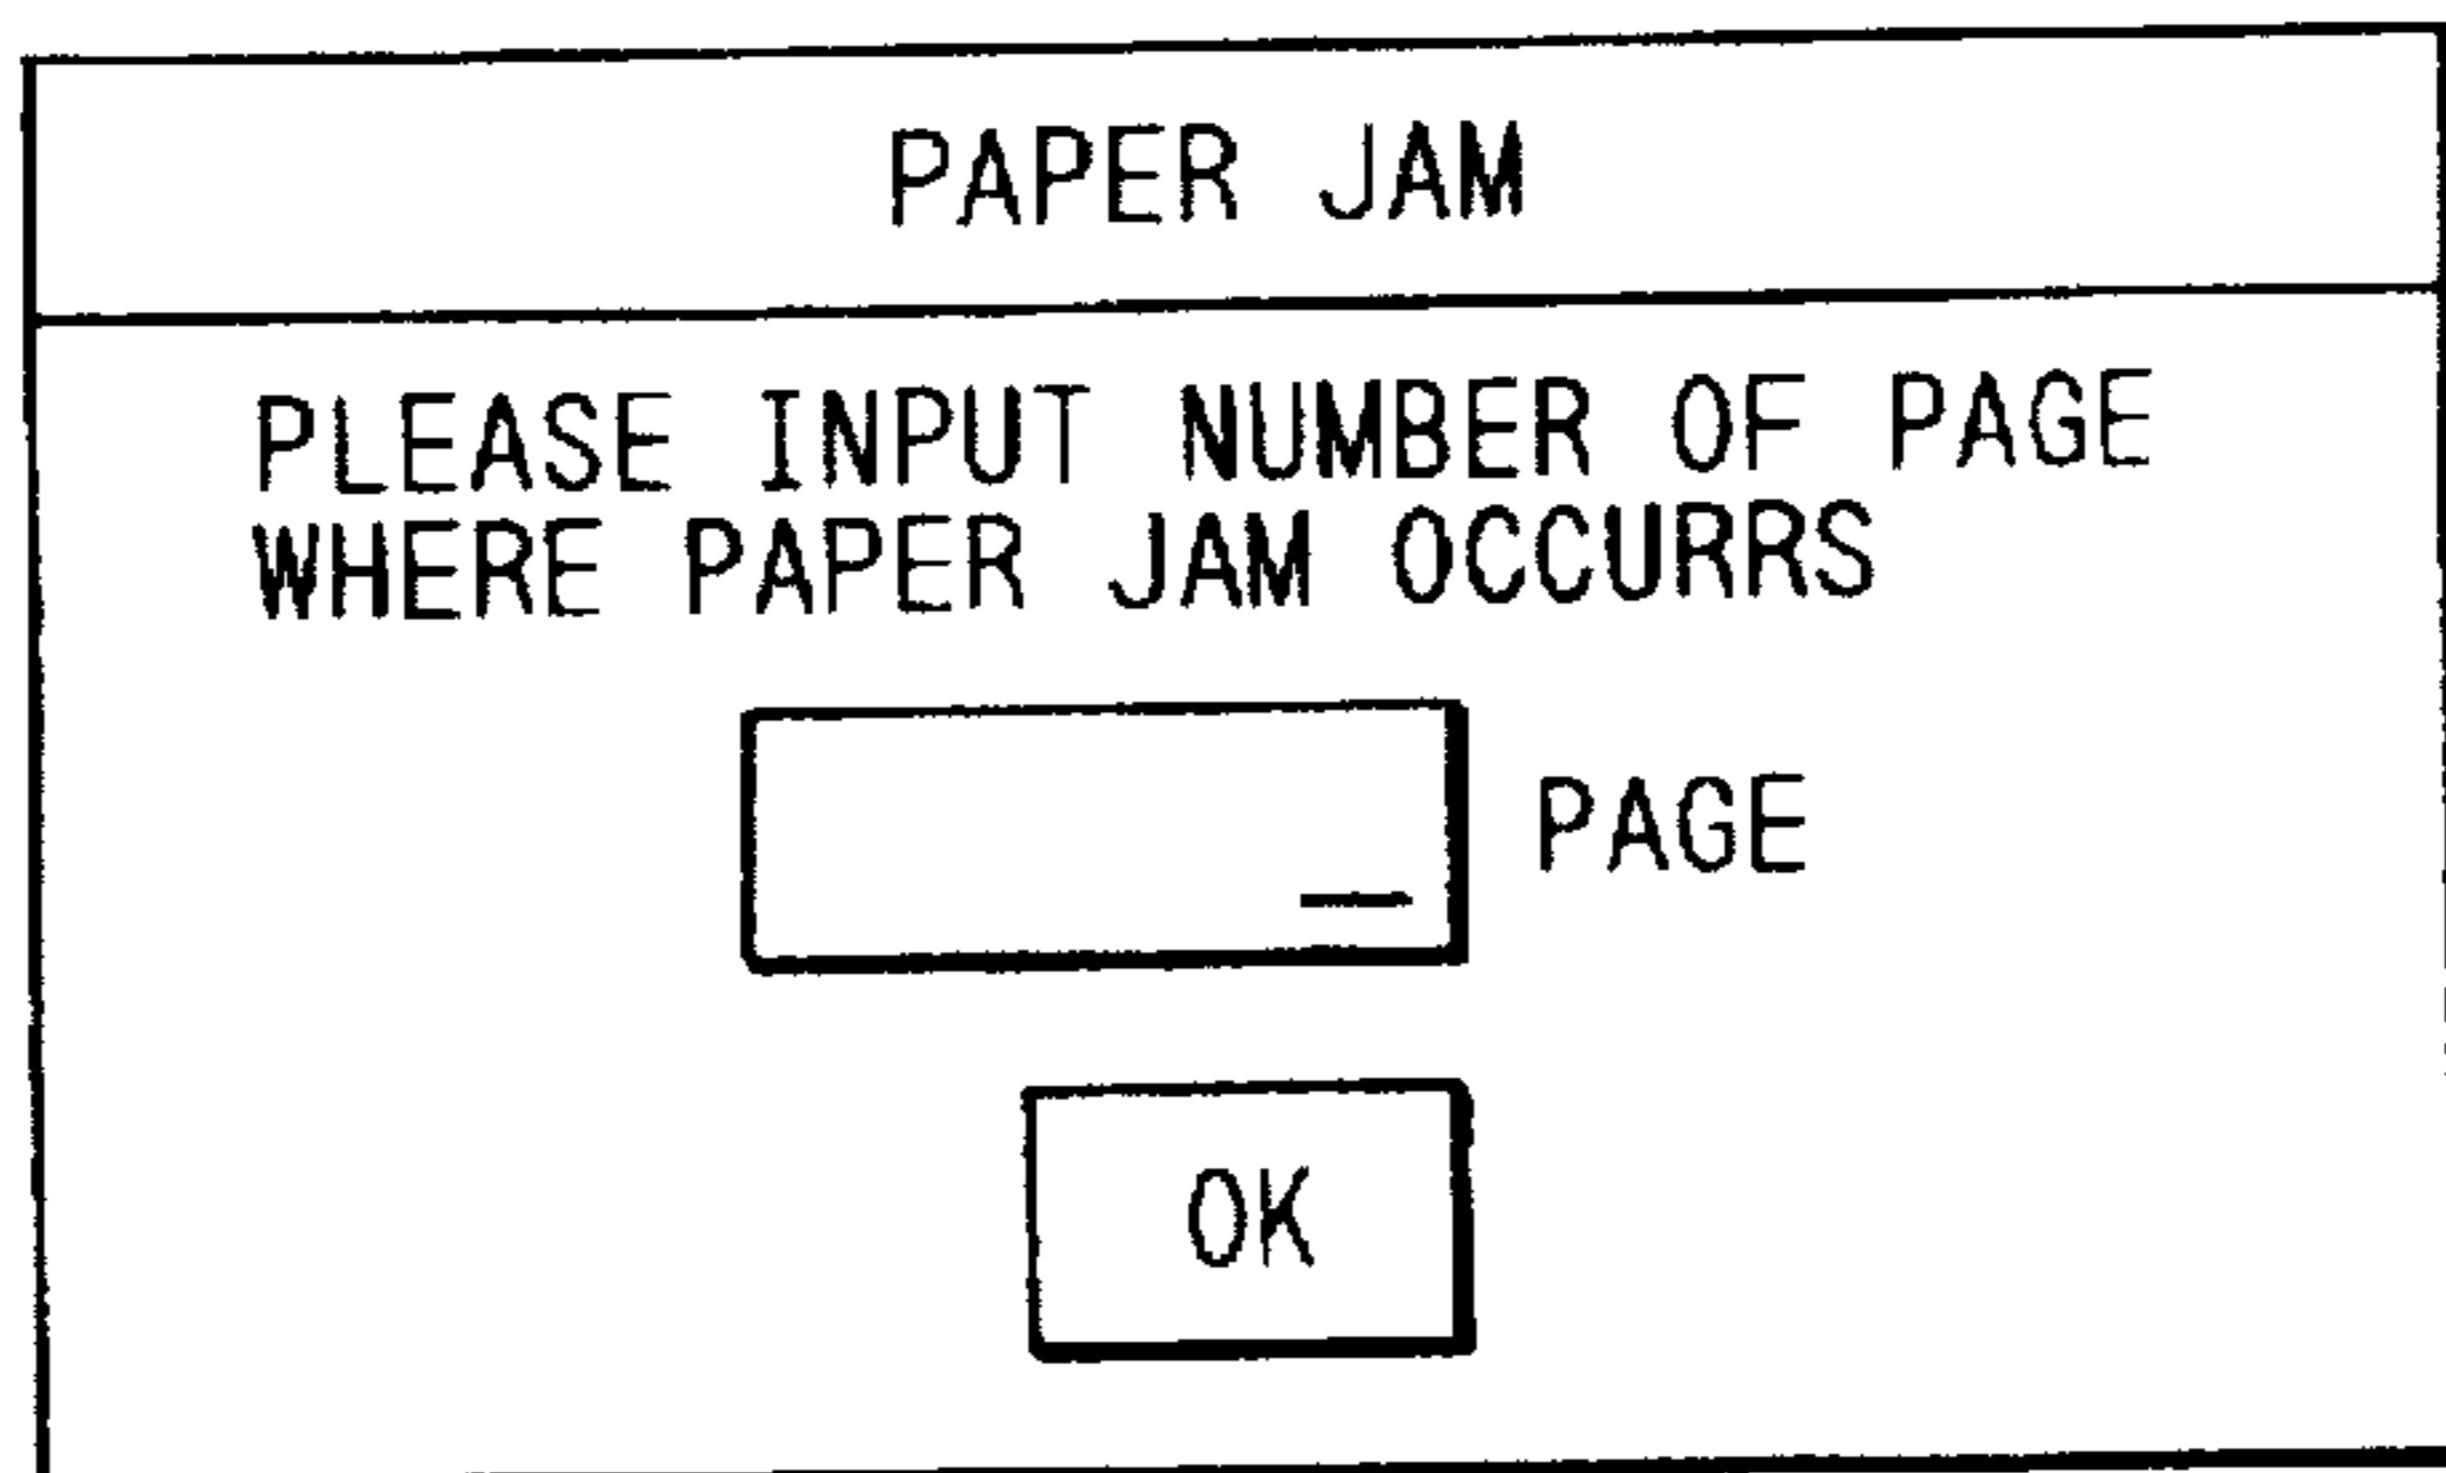 PAPER JAM
PLEASE INPUT NUMBER OF PAGE
WHERE PAPER JAM OCCURRS
PAGE
OK